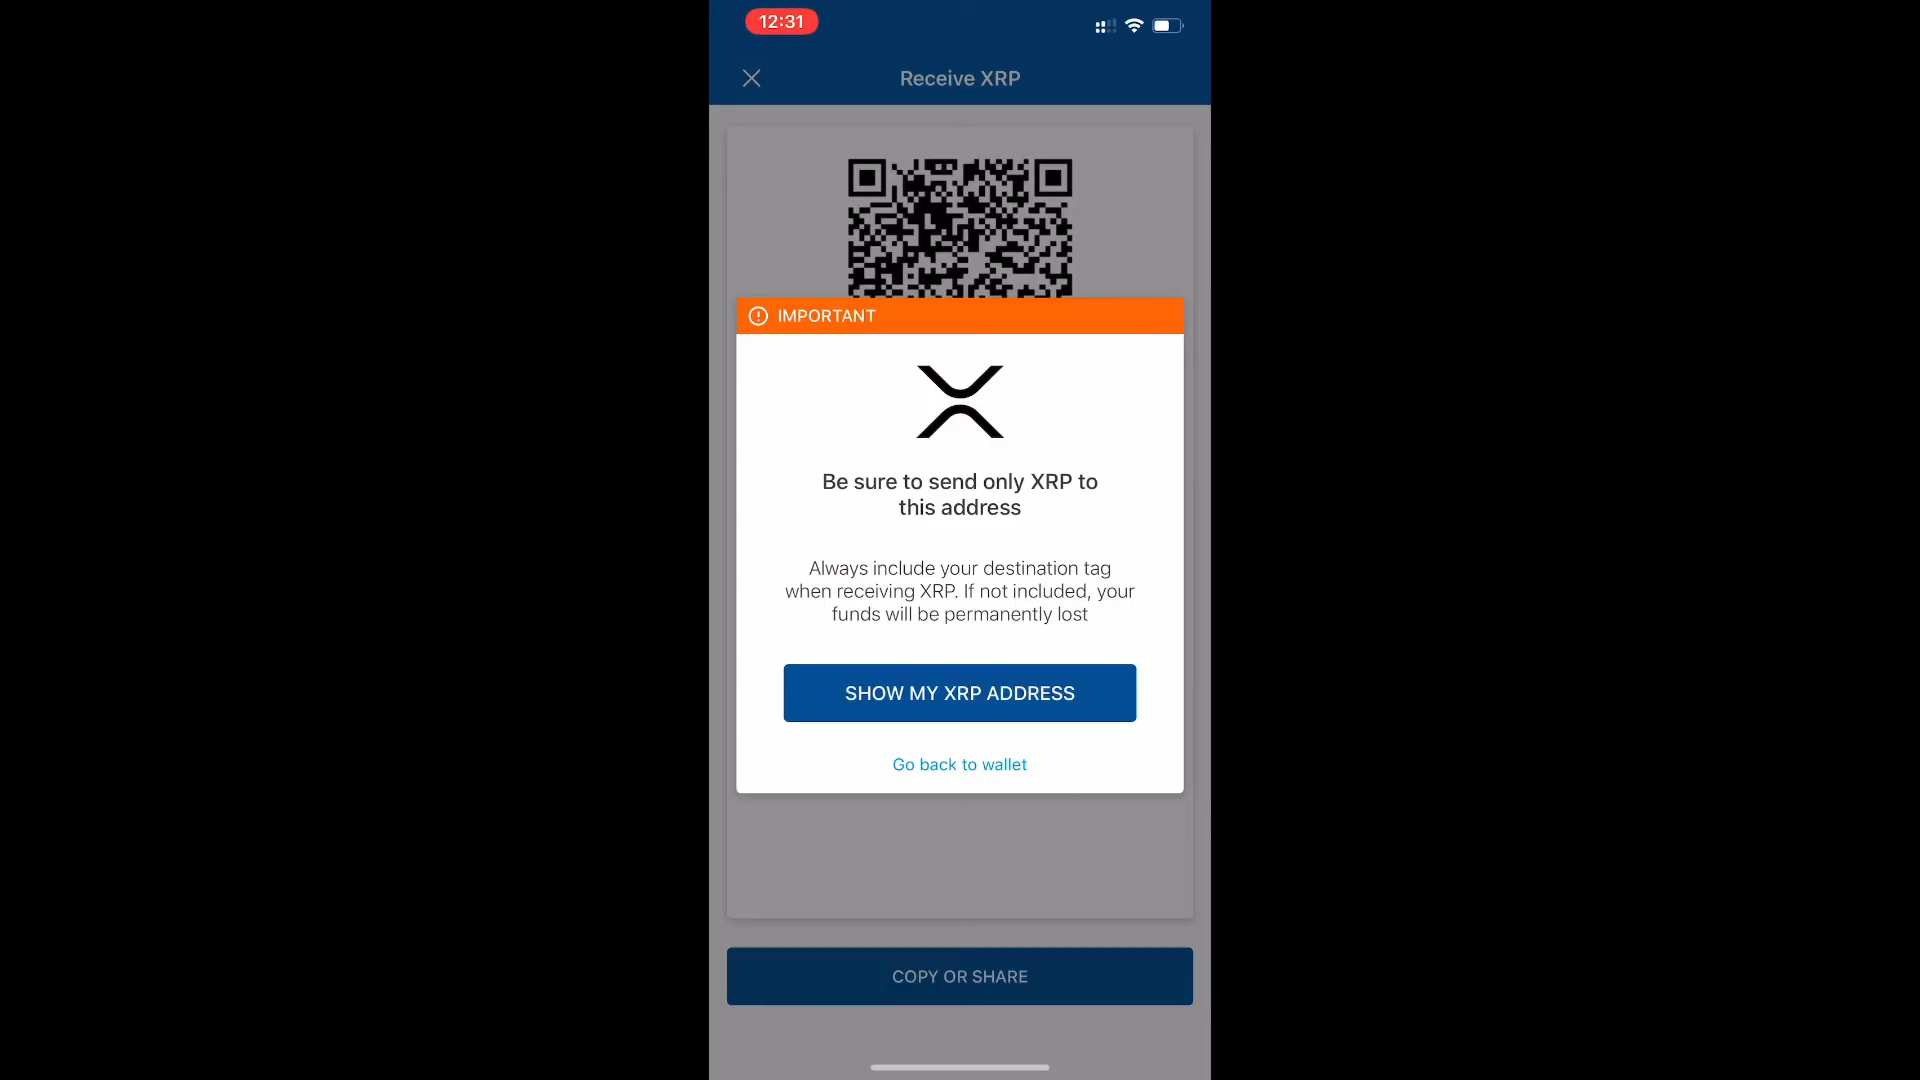 12:31
Receive XRP
IMPORTANT
Be sure to send only XRP to
this address
Always include your destination tag
when receiving XRP. If not included, your
funds will be permanently lost
SHOW MY XRP ADDRESS
Go back to wallet
COPY OR SHARE